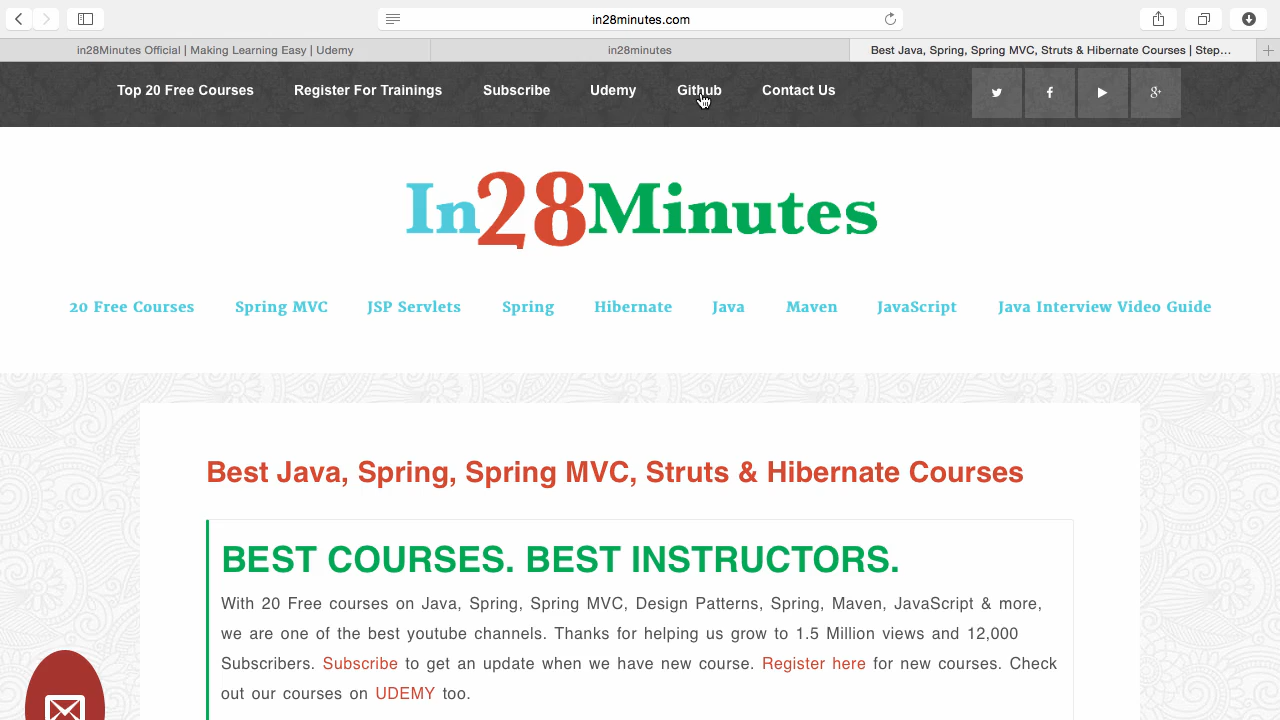 in28minutes.com
in28Minutes Official | Making Learning Easy | Udemy
in28minutes
Best Java, Spring, Spring MVC, Struts & Hibernate Courses | Step...
Top 20 Free Courses
Register For Trainings
Subscribe
Udemy
Github
Contact Us
In28Minutes
20 Free Courses
Spring MVC
JSP Servlets
Spring
Hibernate
Java
Maven
JavaScript
Java Interview Video Guide
Best Java, Spring, Spring MVC, Struts & Hibernate Courses
BEST COURSES. BEST INSTRUCTORS.
With 20 Free courses on Java, Spring, Spring MVC, Design Patterns, Spring, Maven, JavaScript & more,
we are one of the best youtube channels. Thanks for helping us grow to 1.5 Million views and 12,000
Subscribers. Subscribe to get an update when we have new course. Register here for new courses. Check
out our courses on UDEMY too.